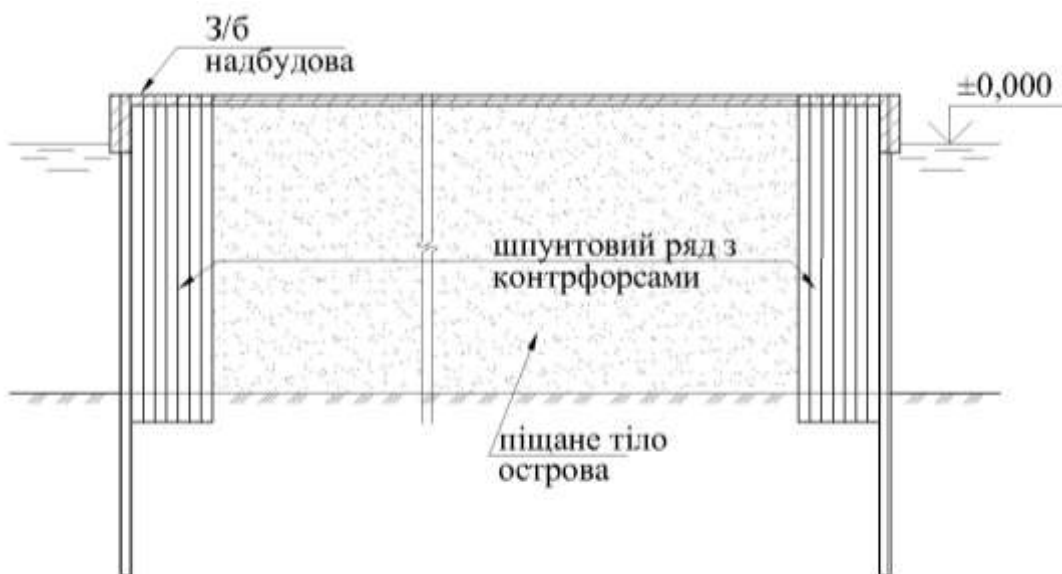 З/б
надбудова
±0,000
шпунтовий ряд з
контрфорсами
піщане тіло
острова